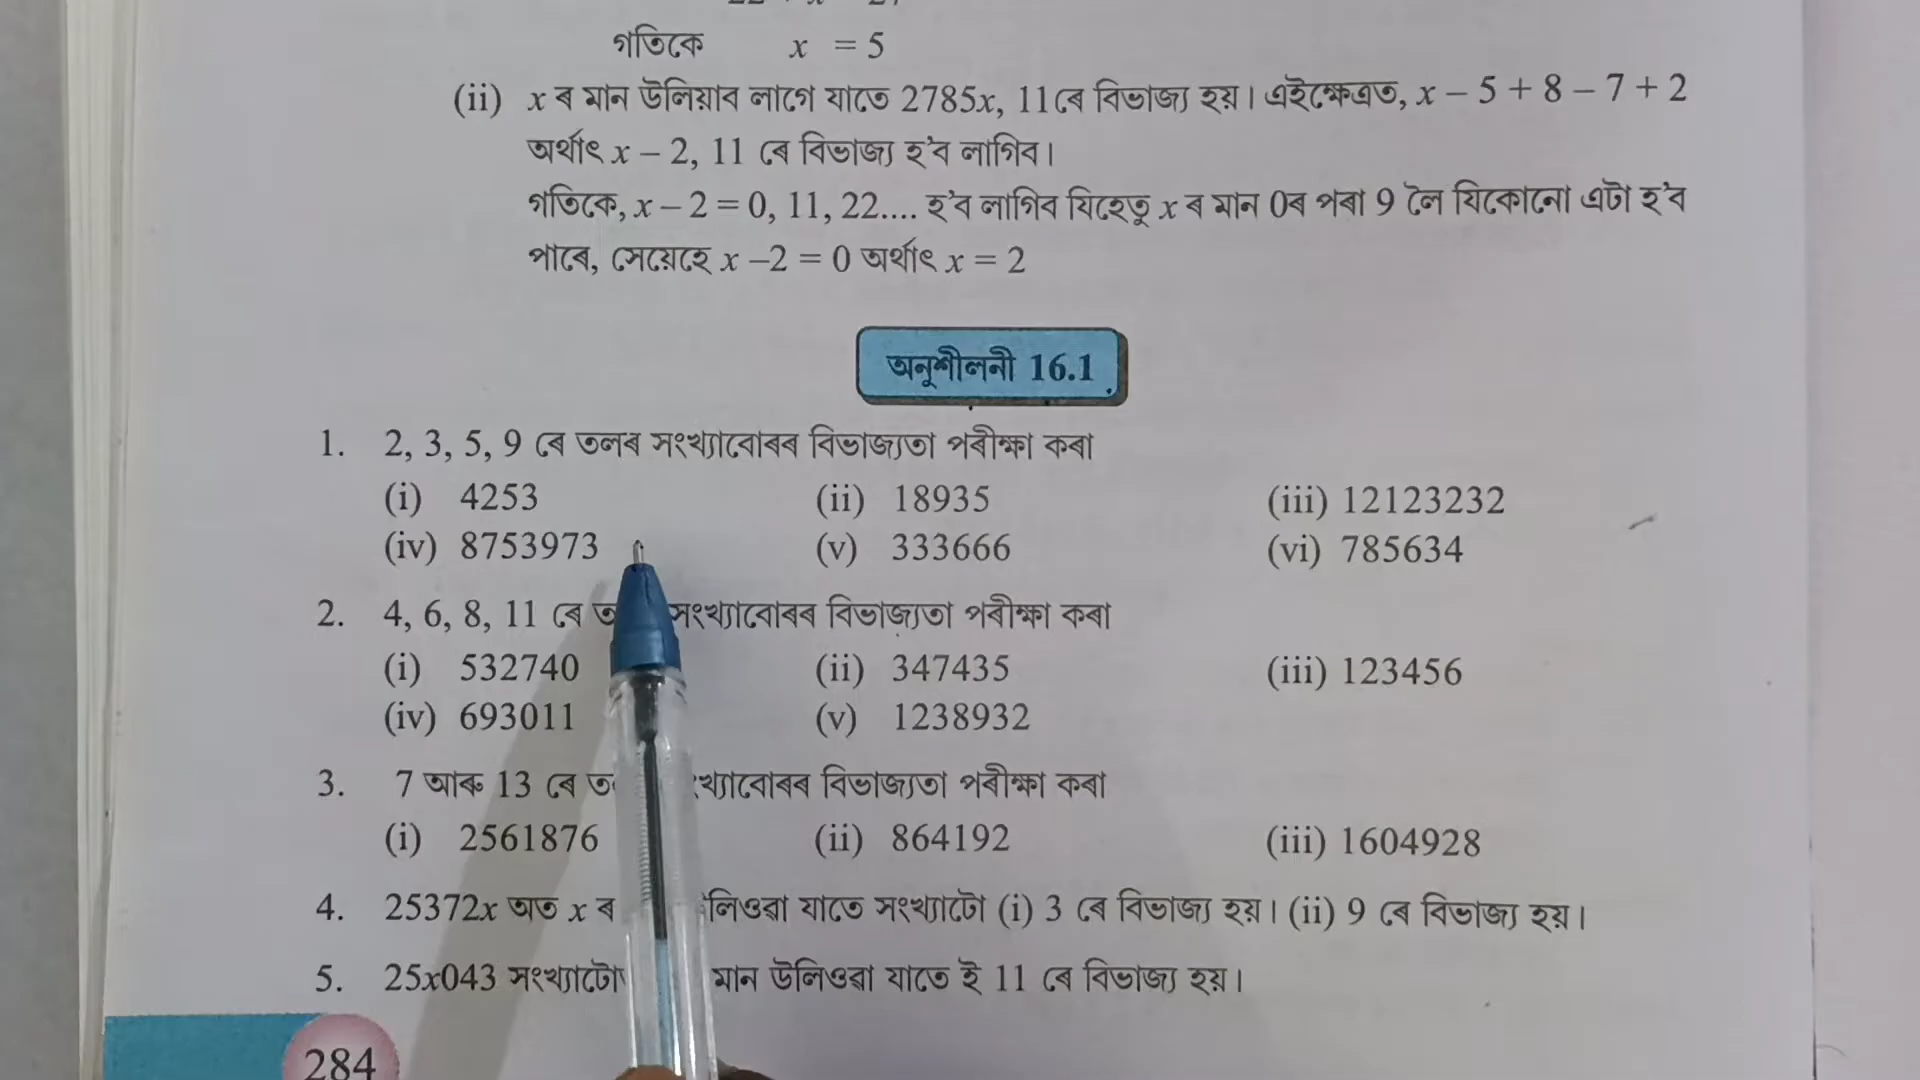 গতিকে x = 5
(ii) x ৰ মান উলিয়াব লাগে যাতে 2785x, 11ৰে বিভাজ্য হয়। এইক্ষেত্ৰত, x – 5 + 8 – 7 + 2
অৰ্থাৎ x – 2, 11 ৰে বিভাজ্য হ'ব লাগিব।
গতিকে, x – 2 = 0, 11, 22.... হ'ব লাগিব যিহেতু x ৰ মান 0ৰ পৰা 9 লৈ যিকোনো এটা হ'ব
পাৰে, সেয়েহে x –2 = 0 অৰ্থাৎ x = 2
অনুশীলনী 16.1
1. 2, 3, 5, 9 ৰে তলৰ সংখ্যাবোৰৰ বিভাজ্যতা পৰীক্ষা কৰা
(i) 4253 (ii) 18935 (iii) 12123232
(iv) 8753973 (v) 333666 (vi) 785634
2. 4, 6, 8, 11 ৰে সংখ্যাবোৰৰ বিভাজ্যতা পৰীক্ষা কৰা
(i) 532740 (ii) 347435 (iii) 123456
(iv) 693011 (v) 1238932
3. 7 আৰু 13 ৰে বিভাজ্যতা পৰীক্ষা কৰা
(i) 2561876 (ii) 864192 (iii) 1604928
4. 25372x অত x ৰ যাতে সংখ্যাটো (i) 3 ৰে বিভাজ্য হয়। (ii) 9 ৰে বিভাজ্য হয়।
5. 25x043 মান উলিওৱা যাতে ই 11 ৰে বিভাজ্য হয়।
284